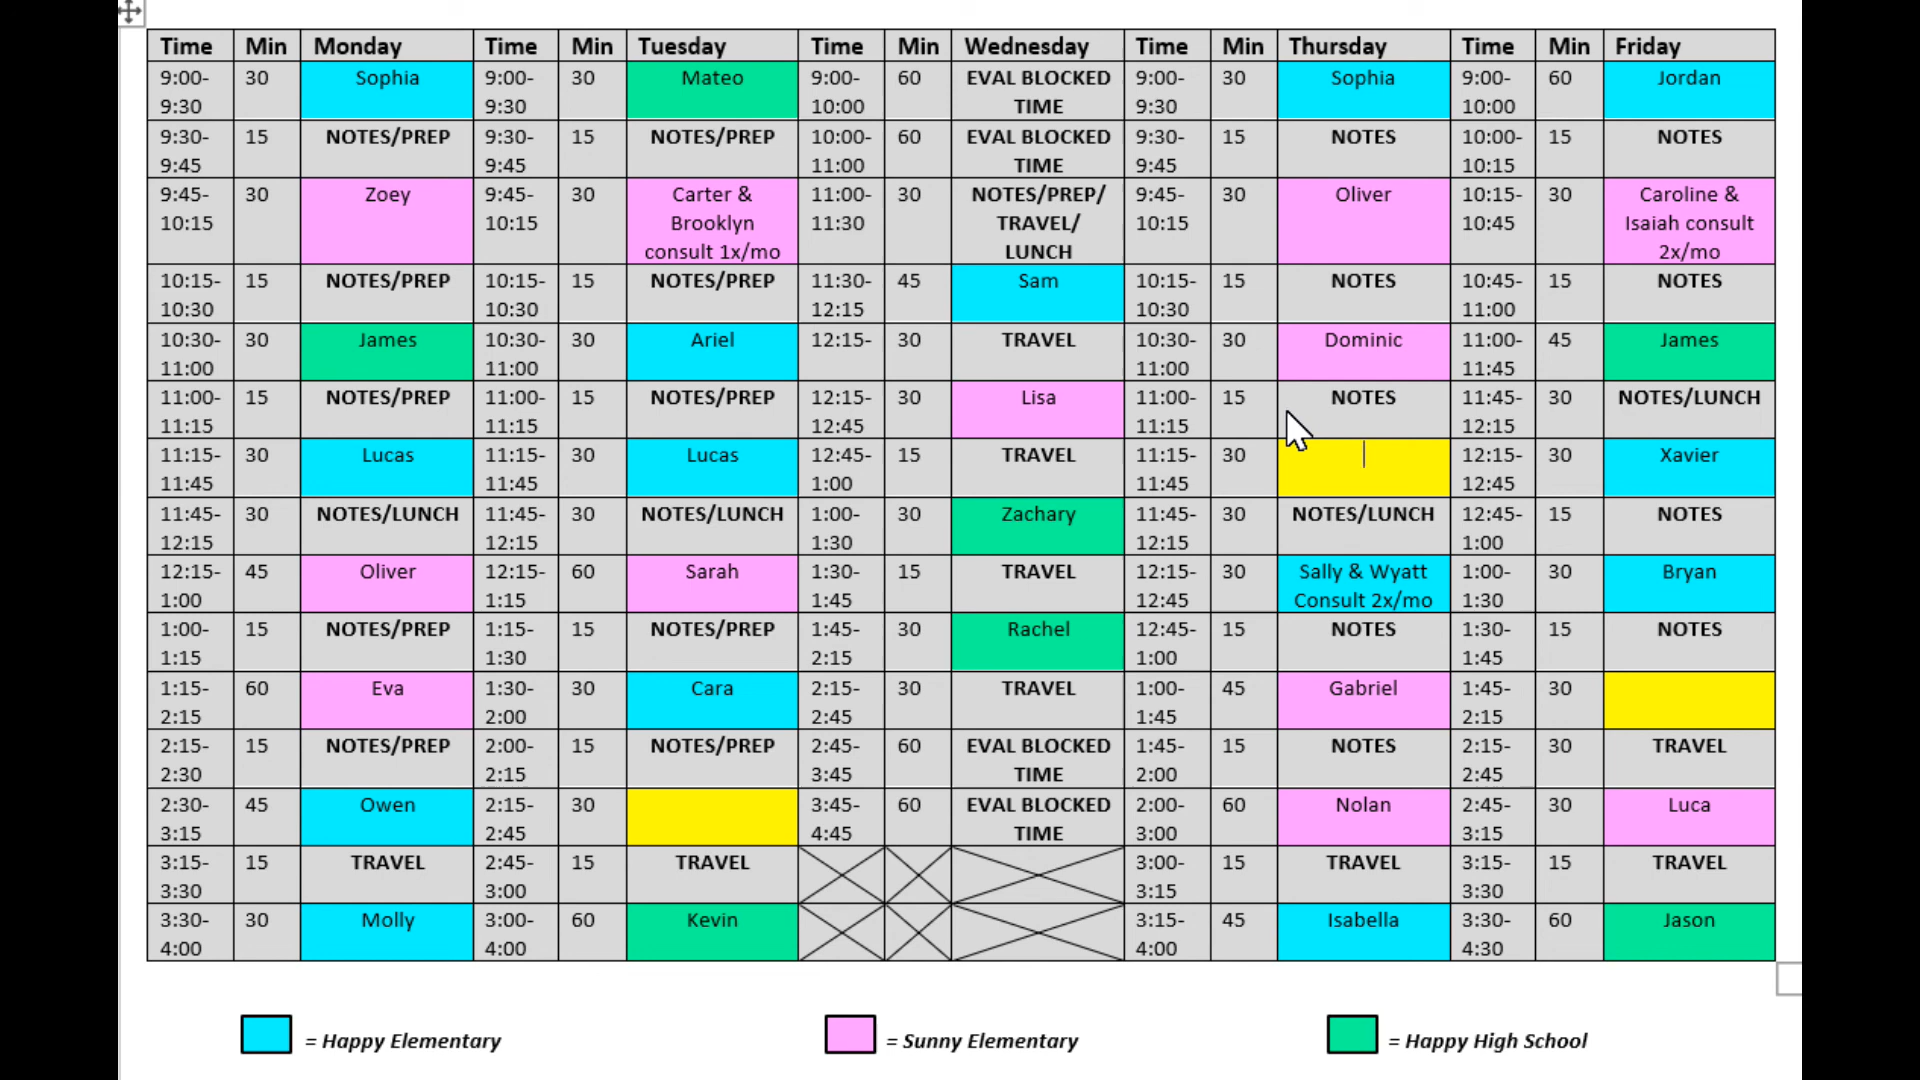 Time Min Monday Time Min Tuesday Time Min Wednesday Time Min Thursday Time Min Friday
9:00- 30 Sophia 9:00- 30 Mateo 9:00- 60 EVAL BLOCKED 9:00- 30 Sophia 9:00- 60 Jordan
9:30 9:30 10:00 TIME 9:30 10:00
9:30- 15 NOTES/PREP 9:30- 15 NOTES/PREP 10:00- 60 EVAL BLOCKED 9:30- 15 NOTES 10:00- 15 NOTES
9:45 9:45 11:00 TIME 9:45 10:15
9:45- 30 Zoey 9:45- 30 Carter & 11:00- 30 NOTES/PREP/ 9:45- 30 Oliver 10:15- 30 Caroline &
10:15 10:15 Brooklyn 11:30 TRAVEL/ 10:15 10:45 Isaiah consult
consult 1x/mo LUNCH 2x/mo
10:15- 15 NOTES/PREP 10:15- 15 NOTES/PREP 11:30- 45 Sam 10:15- 15 NOTES 10:45- 15 NOTES
10:30 10:30 12:15 10:30 11:00
10:30- 30 James 10:30- 30 Ariel 12:15- 30 TRAVEL 10:30- 30 Dominic 11:00- 45 James
11:00 11:00 11:00 11:45
11:00- 15 NOTES/PREP 11:00- 15 NOTES/PREP 12:15- 30 Lisa 11:00- 15 NOTES 11:45- 30 NOTES/LUNCH
11:15 11:15 12:45 11:15 12:15
11:15- 30 Lucas 11:15- 30 Lucas 12:45- 15 TRAVEL 11:15- 30 12:15- 30 Xavier
11:45 11:45 1:00 11:45 12:45
11:45- 30 NOTES/LUNCH 11:45- 30 NOTES/LUNCH 1:00- 30 Zachary 11:45- 30 NOTES/LUNCH 12:45- 15 NOTES
12:15 12:15 1:30 12:15 1:00
12:15- 45 Oliver 12:15- 60 Sarah 1:30- 15 TRAVEL 12:15- 30 Sally & Wyatt 1:00- 30 Bryan
1:00 1:15 1:45 12:45 Consult 2x/mo 1:30
1:00- 15 NOTES/PREP 1:15- 15 NOTES/PREP 1:45- 30 Rachel 12:45- 15 NOTES 1:30- 15 NOTES
1:15 1:30 2:15 1:00 1:45
1:15- 60 Eva 1:30- 30 Cara 2:15- 30 TRAVEL 1:00- 45 Gabriel 1:45- 30
2:15 2:00 2:45 1:45 2:15
2:15- 15 NOTES/PREP 2:00- 15 NOTES/PREP 2:45- 60 EVAL BLOCKED 1:45- 15 NOTES 2:15- 30 TRAVEL
2:30 2:15 3:45 TIME 2:00 2:45
2:30- 45 Owen 2:15- 30 3:45- 60 EVAL BLOCKED 2:00- 60 Nolan 2:45- 30 Luca
3:15 2:45 4:45 TIME 3:00 3:15
3:15- 15 TRAVEL 2:45- 15 TRAVEL 3:00- 15 TRAVEL 3:15- 15 TRAVEL
3:30 3:00 3:15 3:30
3:30- 30 Molly 3:00- 60 Kevin 3:15- 45 Isabella 3:30- 60 Jason
4:00 4:00 4:00 4:30
= Happy Elementary = Sunny Elementary = Happy High School